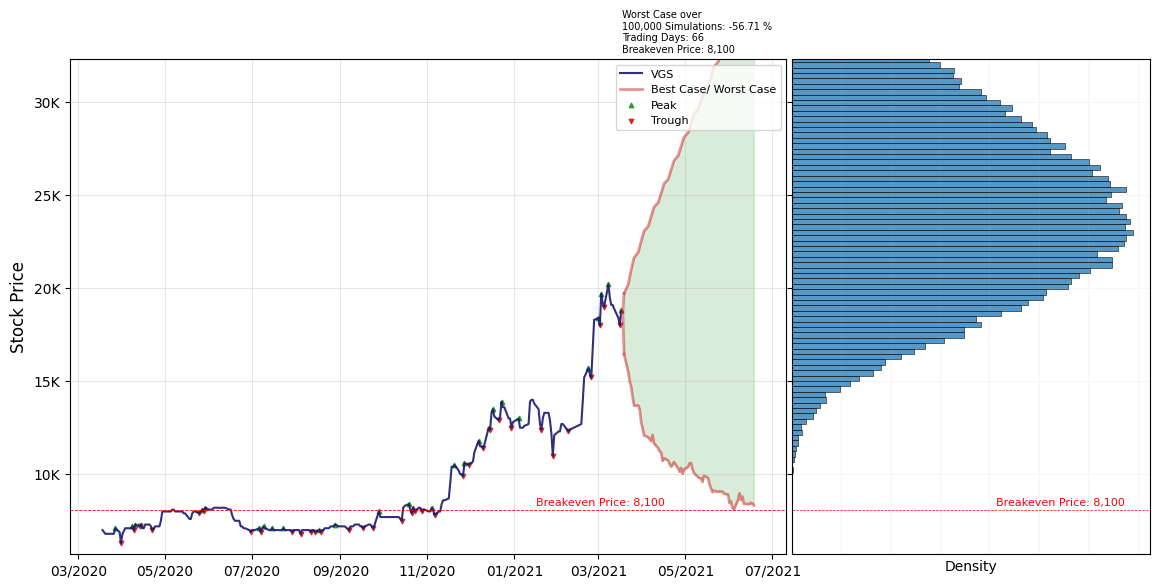 Worst Case over
100,000 Simulations: -56.71 %
Trading Days: 66
Breakeven Price: 8,100
VGS
Best Case/ Worst Case
Peak
Trough
Stock Price
30K
25K
20K
15K
10K
Breakeven Price: 8,100
Breakeven Price: 8,100
03/2020
05/2020
07/2020
09/2020
11/2020
01/2021
03/2021
05/2021
07/2021
Density